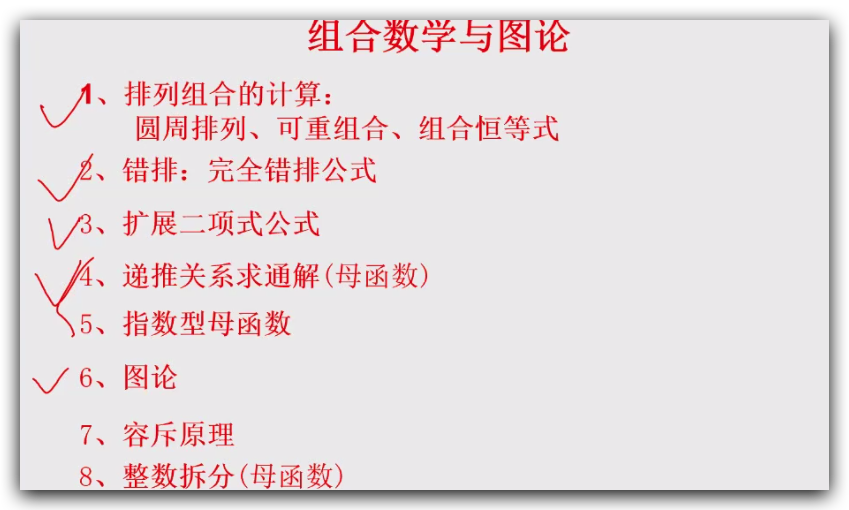 组合数学与图论
1、排列组合的计算：
圆周排列、可重组合、组合恒等式
2、错排：完全错排公式
3、扩展二项式公式
4、递推关系求通解(母函数)
5、指数型母函数
6、图论
7、容斥原理
8、整数拆分(母函数)